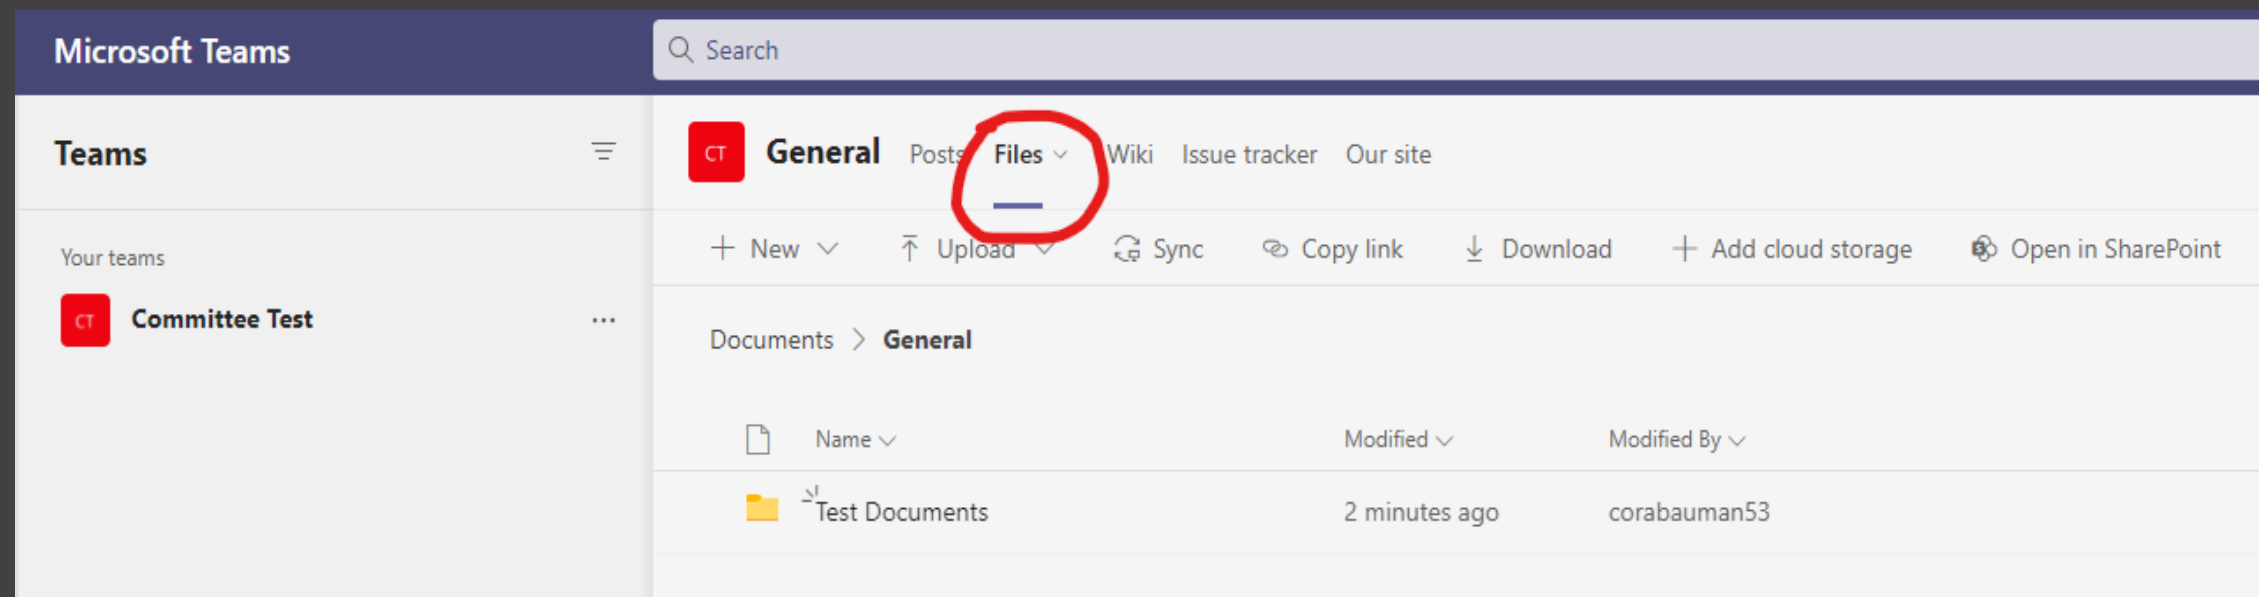 Microsoft Teams
Search
Teams
CT General Posts Files Wiki Issue tracker Our site
New Upload Sync Copy link Download Add cloud storage Open in SharePoint
Your teams
CT Committee Test
Documents > General
Name Modified Modified By
Test Documents 2 minutes ago corabauman53